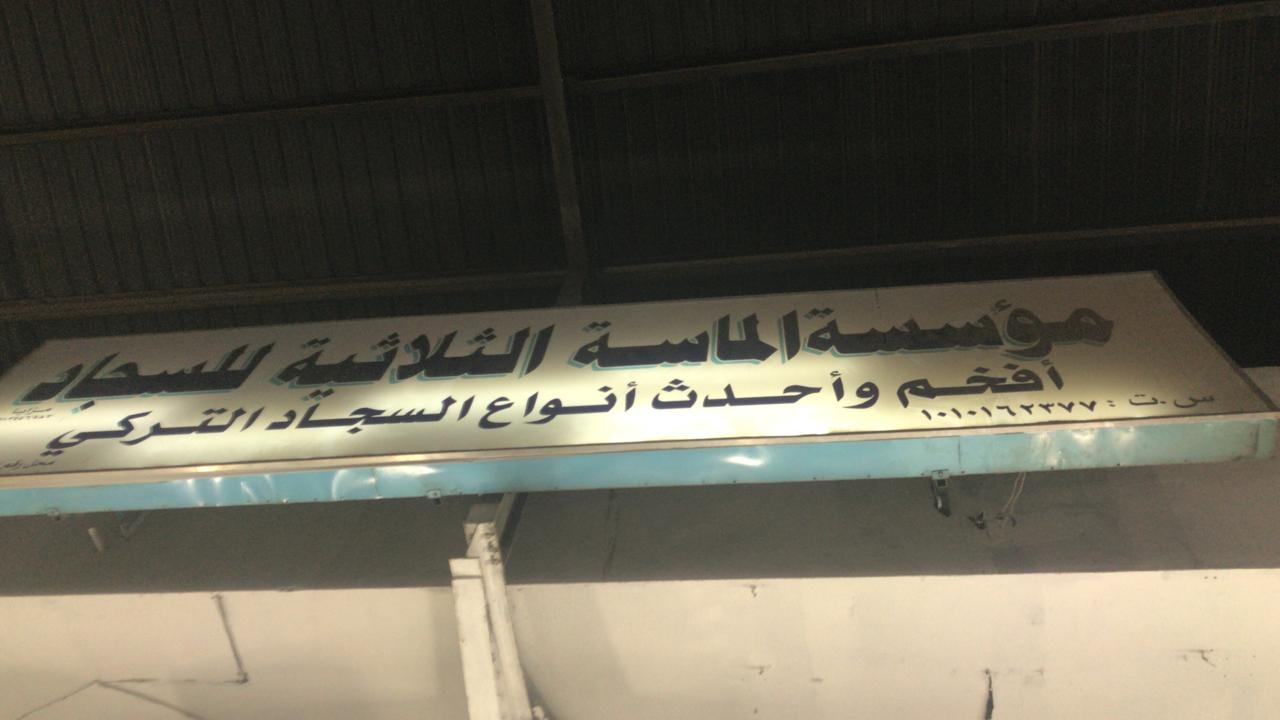 مؤسسة الماسة الثلاثية للسجاد
أفخم وأحدث أنواع السجاد التركي
س.ت : ١٠١٠١٦٢٣٧٧